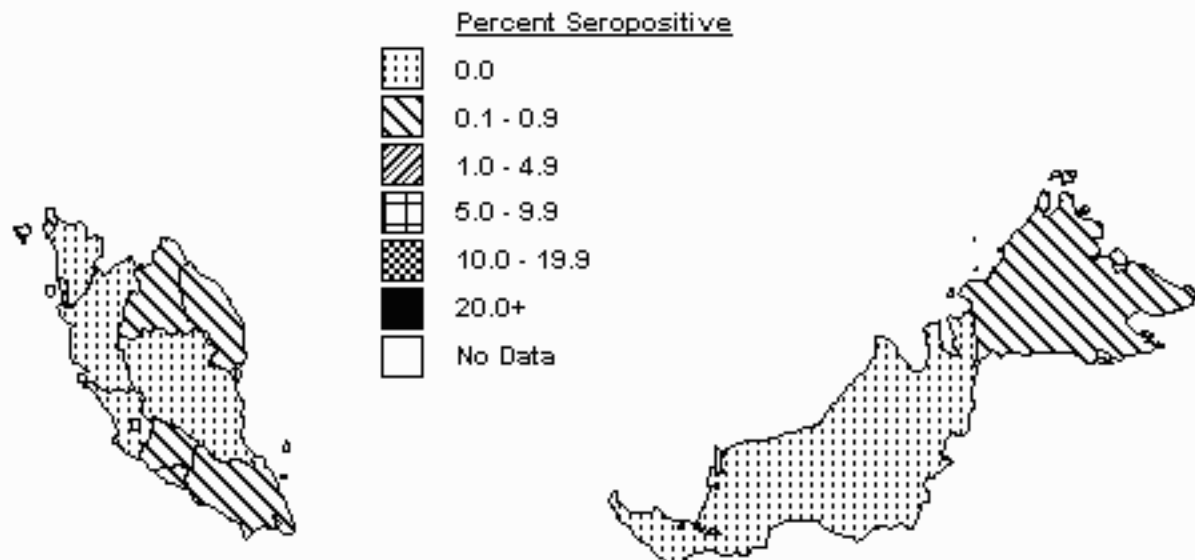 Percent Seropositive
0.0
0.1 - 0.9
1.0 - 4.9
5.0 - 9.9
10.0 - 19.9
20.0+
No Data